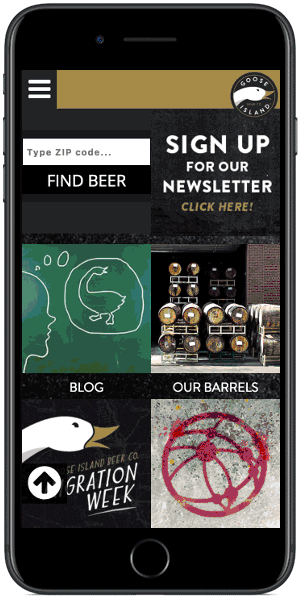 GOOSE
ISLAND
Type ZIP code...
FIND BEER
SIGN UP
FOR OUR
NEWSLETTER
CLICK HERE!
BLOG
OUR BARRELS
SE ISLAND BEER CO.
GRATION
WEEK